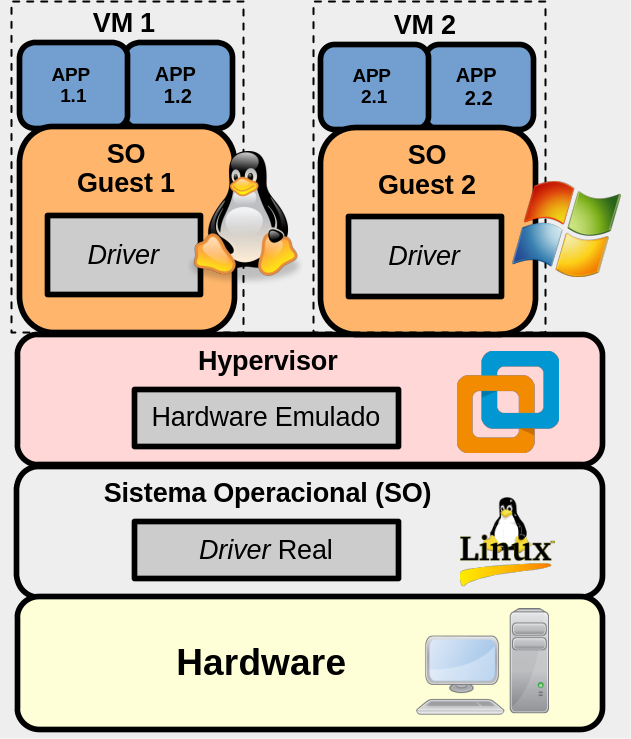 VM 1
VM 2
APP
1.1
APP
1.2
APP
2.1
APP
2.2
SO
Guest 1
Driver
SO
Guest 2
Driver
Hypervisor
Hardware Emulado
Sistema Operacional (SO)
Driver Real
Linux
Hardware